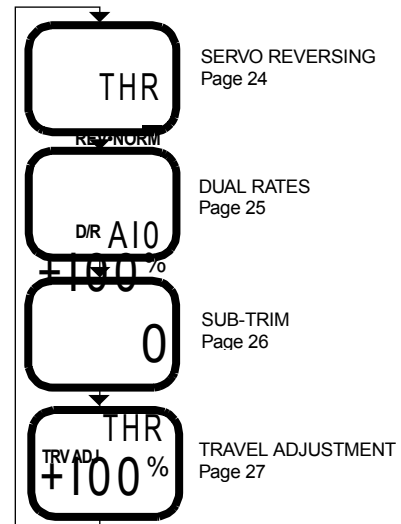 THR
SERVO REVERSING
Page 24
REV•NORM
D/R AI0
+100%
DUAL RATES
Page 25
0
SUB-TRIM
Page 26
THR
TRV ADJ
+100%
TRAVEL ADJUSTMENT
Page 27